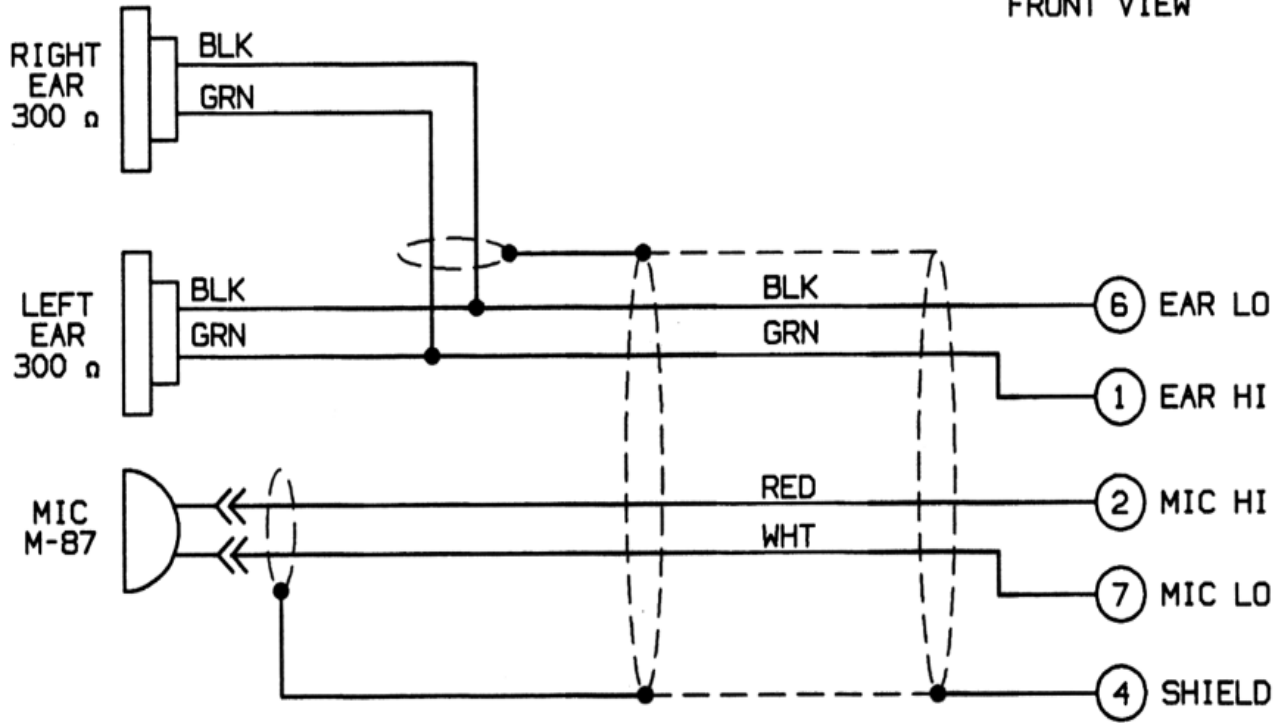 FRONT VIEW
RIGHT
EAR
300 Ω
BLK
GRN
LEFT
EAR
300 Ω
BLK
GRN
BLK
GRN
6 EAR LO
1 EAR HI
MIC
M-87
RED
WHT
2 MIC HI
7 MIC LO
4 SHIELD